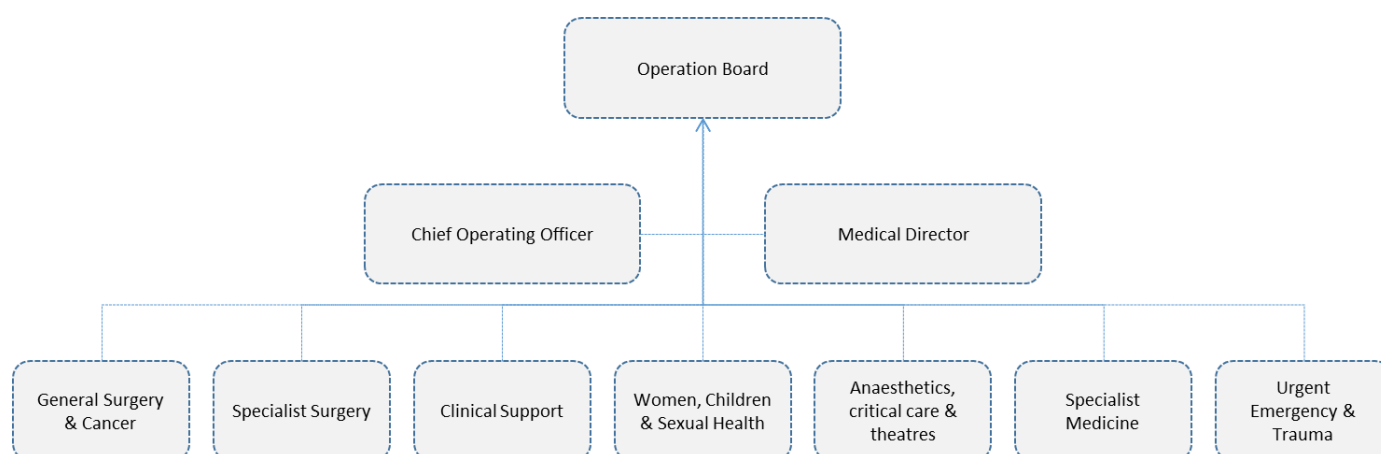 Operation Board
Chief Operating Officer
Medical Director
General Surgery
& Cancer
Specialist Surgery
Clinical Support
Women, Children
& Sexual Health
Anaesthetics,
critical care &
theatres
Specialist
Medicine
Urgent
Emergency &
Trauma